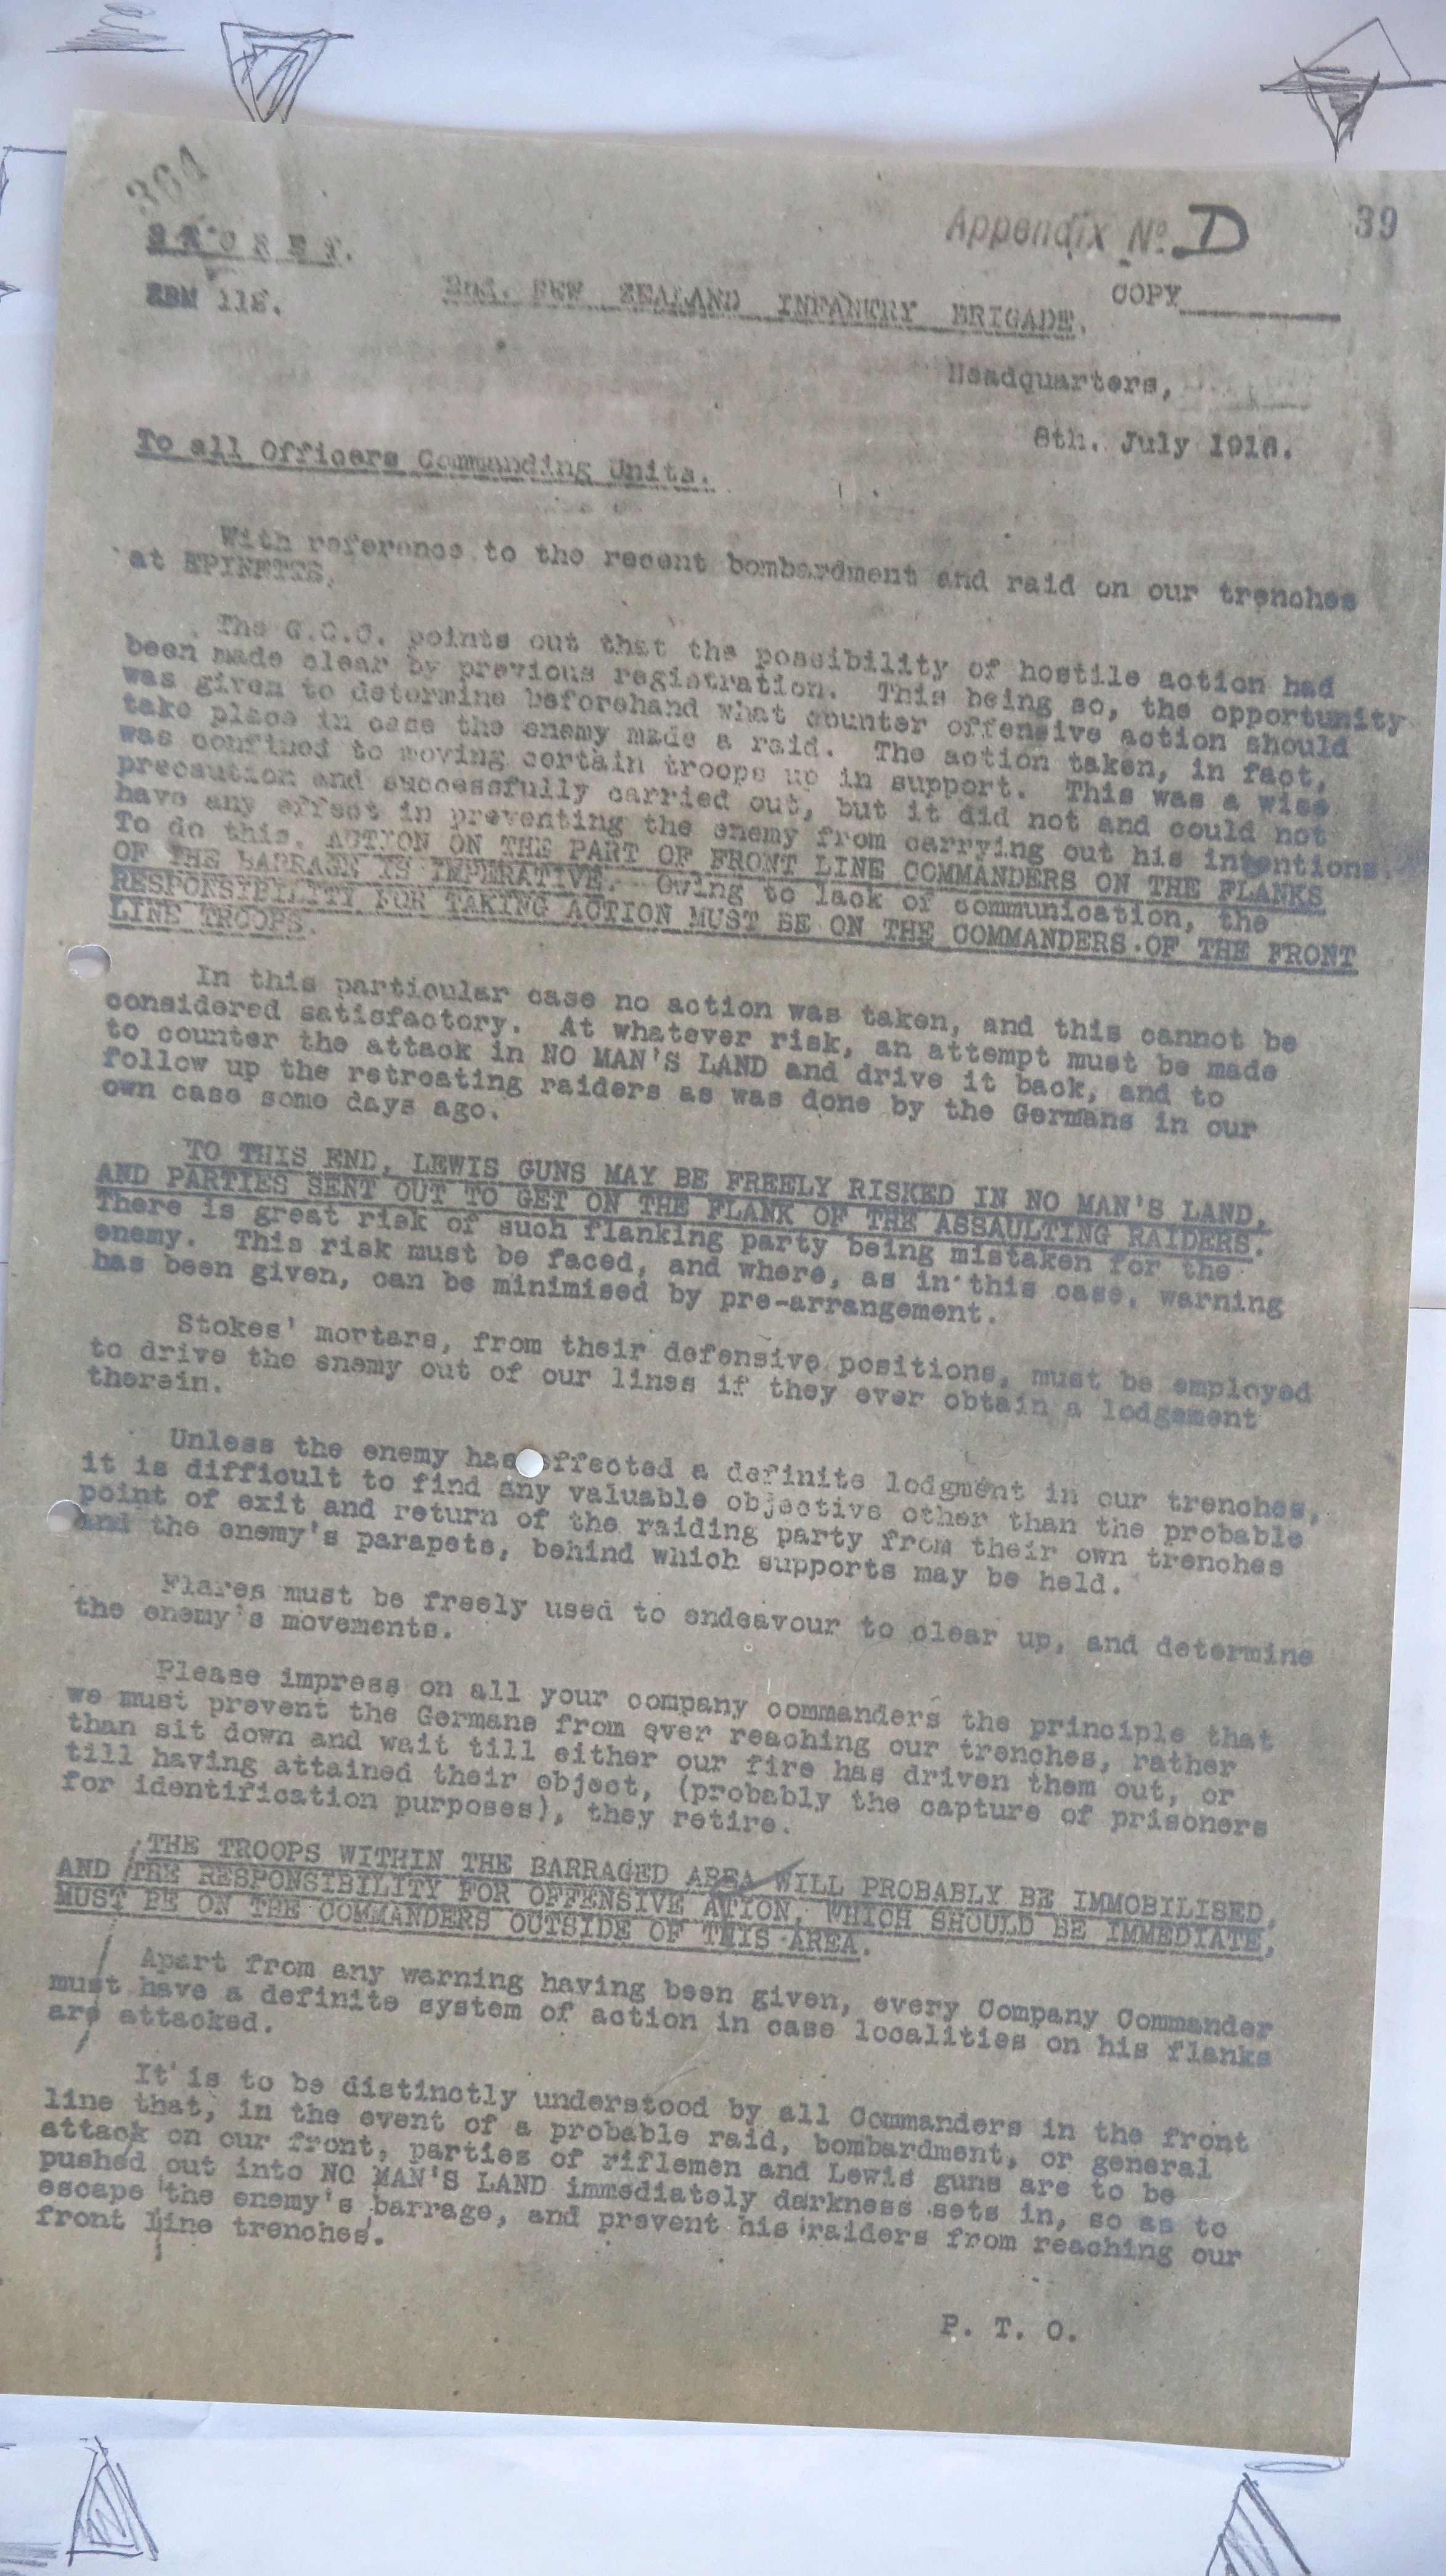 364
SECRET.
Appendix No. D
39
SBM 118.
2nd. NEW ZEALAND INFANTRY BRIGADE.
COPY
Headquarters,
8th. July 1916.
To all Officers Commanding Units.
With reference to the recent bombardment and raid on our trenches
at EPINETTE.
The G.O.C. points out that the possibility of hostile action had
been made clear by previous registration. This being so, the opportunity
was given to determine beforehand what counter offensive action should
take place in case the enemy made a raid. The action taken, in fact,
was confined to moving certain troops up in support. This was a wise
precaution and successfully carried out, but it did not and could not
have any effect in preventing the enemy from carrying out his intentions.
To do this, ACTION ON THE PART OF FRONT LINE COMMANDERS ON THE FLANKS
OF THE BARRAGE IS IMPERATIVE. Owing to lack of communication, the
RESPONSIBILITY FOR TAKING ACTION MUST BE ON THE COMMANDERS OF THE FRONT
LINE TROOPS.
In this particular case no action was taken, and this cannot be
considered satisfactory. At whatever risk, an attempt must be made
to counter the attack in NO MAN'S LAND and drive it back, and to
follow up the retreating raiders as was done by the Germans in our
own case some days ago.
TO THIS END, LEWIS GUNS MAY BE FREELY RISKED IN NO MAN'S LAND,
AND PARTIES SENT OUT TO GET ON THE FLANK OF THE ASSAULTING RAIDERS.
There is great risk of such flanking party being mistaken for the
enemy. This risk must be faced, and where, as in this case, warning
has been given, can be minimised by pre-arrangement.
Stokes' mortars, from their defensive positions, must be employed
to drive the enemy out of our lines if they ever obtain a lodgement
therein.
Unless the enemy has effected a definite lodgment in our trenches,
it is difficult to find any valuable objective other than the probable
point of exit and return of the raiding party from their own trenches
and the enemy's parapets, behind which supports may be held.
Flares must be freely used to endeavour to clear up, and determine
the enemy's movements.
Please impress on all your company commanders the principle that
we must prevent the Germans from ever reaching our trenches, rather
than sit down and wait till either our fire has driven them out, or
till having attained their object, (probably the capture of prisoners
for identification purposes), they retire.
THE TROOPS WITHIN THE BARRAGED AREA WILL PROBABLY BE IMMOBILISED,
AND THE RESPONSIBILITY FOR OFFENSIVE ATION, WHICH SHOULD BE IMMEDIATE,
MUST BE ON THE COMMANDERS OUTSIDE OF THIS AREA.
Apart from any warning having been given, every Company Commander
must have a definite system of action in case localities on his flanks
are attacked.
It is to be distinctly understood by all Commanders in the front
line that, in the event of a probable raid, bombardment, or general
attack on our front, parties of riflemen and Lewis guns are to be
pushed out into NO MAN'S LAND immediately darkness sets in, so as to
escape the enemy's barrage, and prevent his raiders from reaching our
front line trenches.
P. T. O.